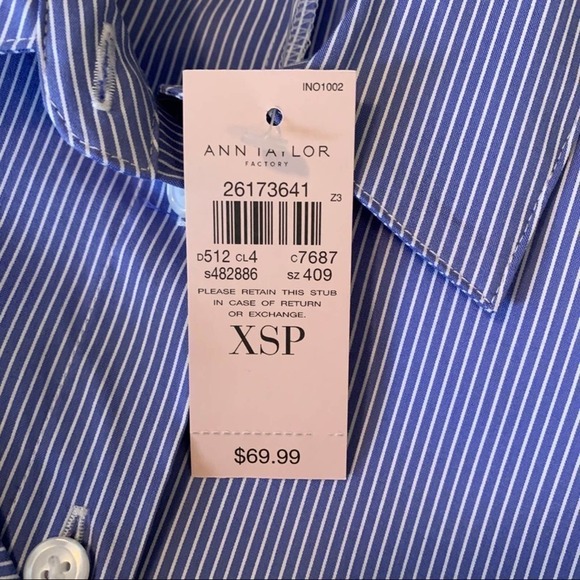 INO1002
ANN TAYLOR
FACTORY
26173641
Z3
D512 CL4 C7687
S482886 SZ 409
PLEASE RETAIN THIS STUB
IN CASE OF RETURN
OR EXCHANGE.
XSP
$69.99